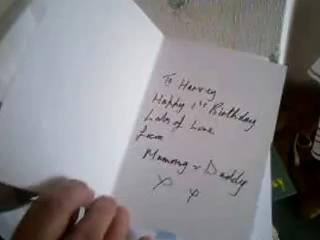 To Harvey
Happy 1st Birthday
Lots of Love
from
Mummy & Daddy
x x